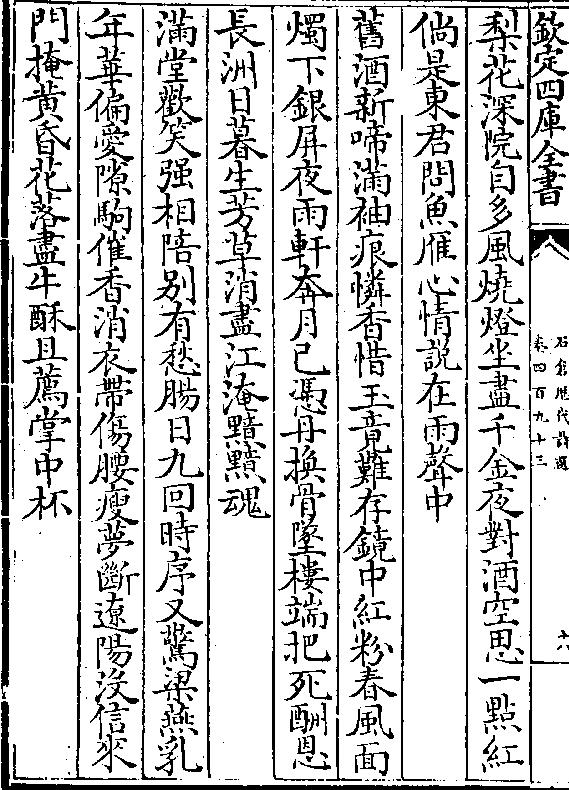 欽定四庫全書
石倉歷代詩選
卷四百九十三
十八
梨花深院自多風燒燈坐盡千金夜對酒空思一點紅
倘是東君問魚雁心情說在雨聲中
舊酒新啼滿袖痕憐香惜玉竟難存鏡中紅粉春風面
燭下銀屏夜雨軒奔月已憑丹換骨墜樓端把死酬恩
長洲日暮生芳草消盡江淹黯黯魂
滿堂歡笑强相陪别有愁腸日九回時序又驚梁燕乳
年華偏愛隙駒催香消衣帶傷腰瘦夢斷遼陽没信來
門掩黄昏花落盡牛酥且薦掌中杯